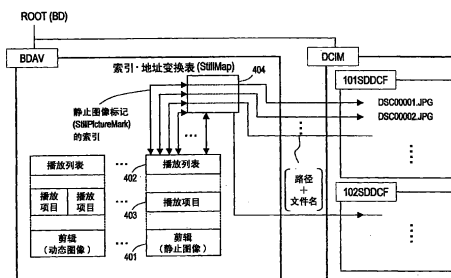 ROOT (BD)
BDAV
DCIM
索引·地址变换表(StillMap)
404
101SDDCF
静止图像标记
(StillPictureMark)
的索引
DSC00001.JPG
DSC00002.JPG
播放列表
播放列表
402
路径
+
文件名
102SDDCF
播放
项目
播放
项目
播放项目
403
剪辑
(动态图像)
剪辑
(静止图像)
401